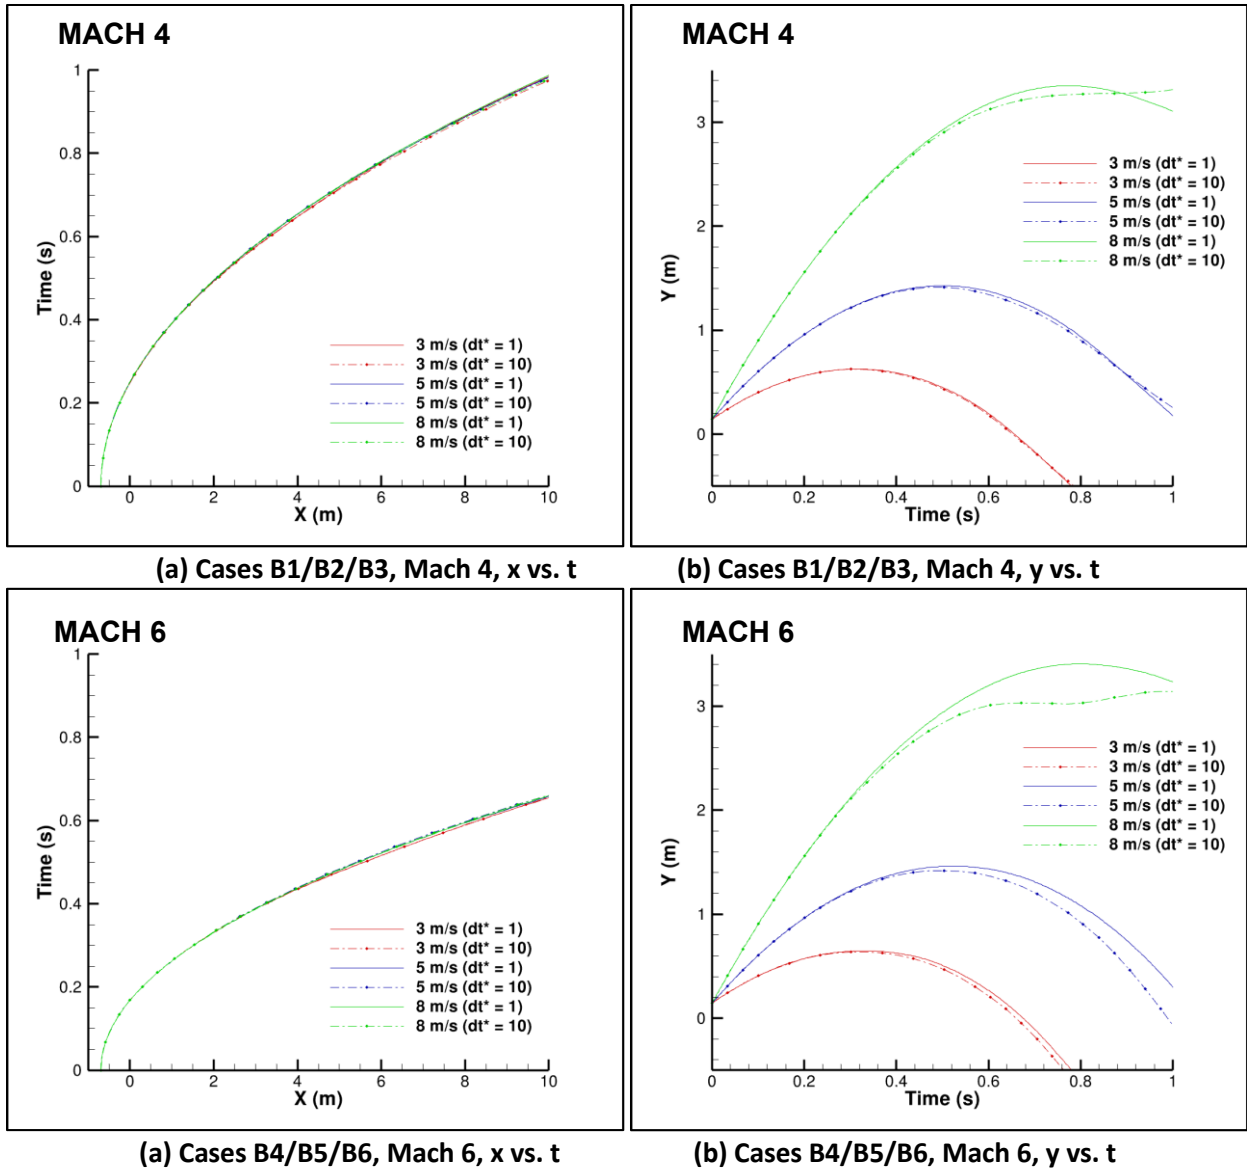 MACH 4
1
0.8
0.6
0.4
0.2
0
Time (s)
0 2 4 6 8 10
X (m)
3 m/s (dt* = 1)
3 m/s (dt* = 10)
5 m/s (dt* = 1)
5 m/s (dt* = 10)
8 m/s (dt* = 1)
8 m/s (dt* = 10)
(a) Cases B1/B2/B3, Mach 4, x vs. t
MACH 4
3
2
1
0
Y (m)
0 0.2 0.4 0.6 0.8 1
Time (s)
3 m/s (dt* = 1)
3 m/s (dt* = 10)
5 m/s (dt* = 1)
5 m/s (dt* = 10)
8 m/s (dt* = 1)
8 m/s (dt* = 10)
(b) Cases B1/B2/B3, Mach 4, y vs. t
MACH 6
1
0.8
0.6
0.4
0.2
0
Time (s)
0 2 4 6 8 10
X (m)
3 m/s (dt* = 1)
3 m/s (dt* = 10)
5 m/s (dt* = 1)
5 m/s (dt* = 10)
8 m/s (dt* = 1)
8 m/s (dt* = 10)
(a) Cases B4/B5/B6, Mach 6, x vs. t
MACH 6
3
2
1
0
Y (m)
0 0.2 0.4 0.6 0.8 1
Time (s)
3 m/s (dt* = 1)
3 m/s (dt* = 10)
5 m/s (dt* = 1)
5 m/s (dt* = 10)
8 m/s (dt* = 1)
8 m/s (dt* = 10)
(b) Cases B4/B5/B6, Mach 6, y vs. t